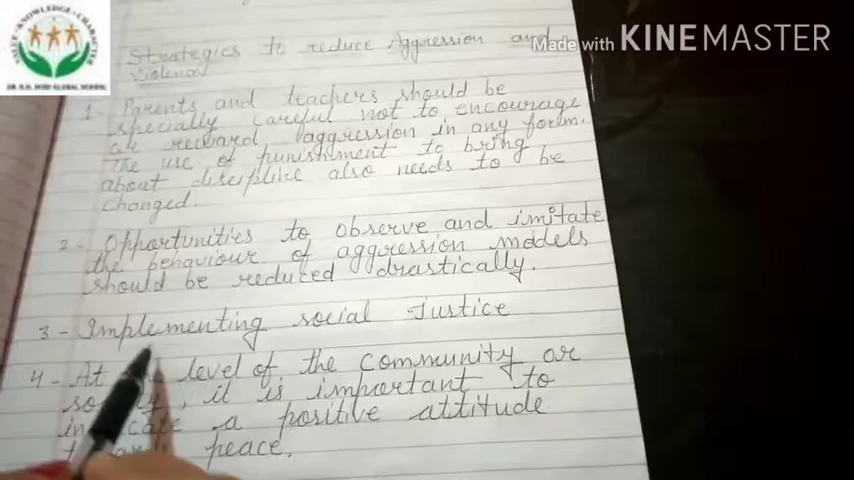 VALUE • KNOWLEDGE • CHARACTER
Made with KINEMASTER
Strategies to reduce Aggression and
Violence
1- Parents and teachers should be
specially careful not to encourage
or reward aggression in any form.
The use of punishment to bring
about discipline also needs to be
changed.
2- Opportunities to observe and imitate
the behaviour of aggression models
should be reduced drastically.
3- Implementing social Justice
4- At level of the community or
it is important to
a positive attitude
peace.